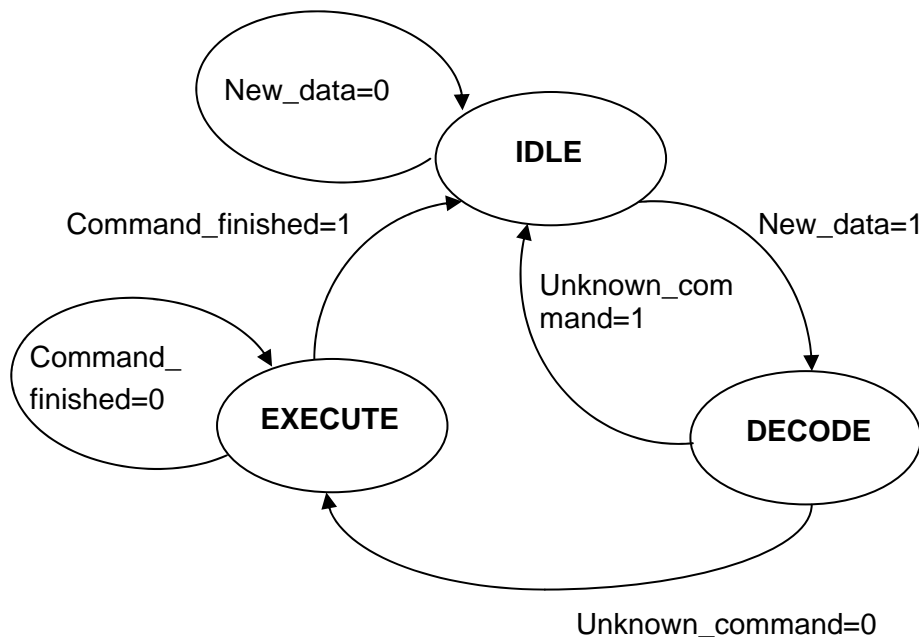 New_data=0
IDLE
Command_finished=1
New_data=1
Unknown_com
mand=1
Command_
finished=0
EXECUTE
DECODE
Unknown_command=0